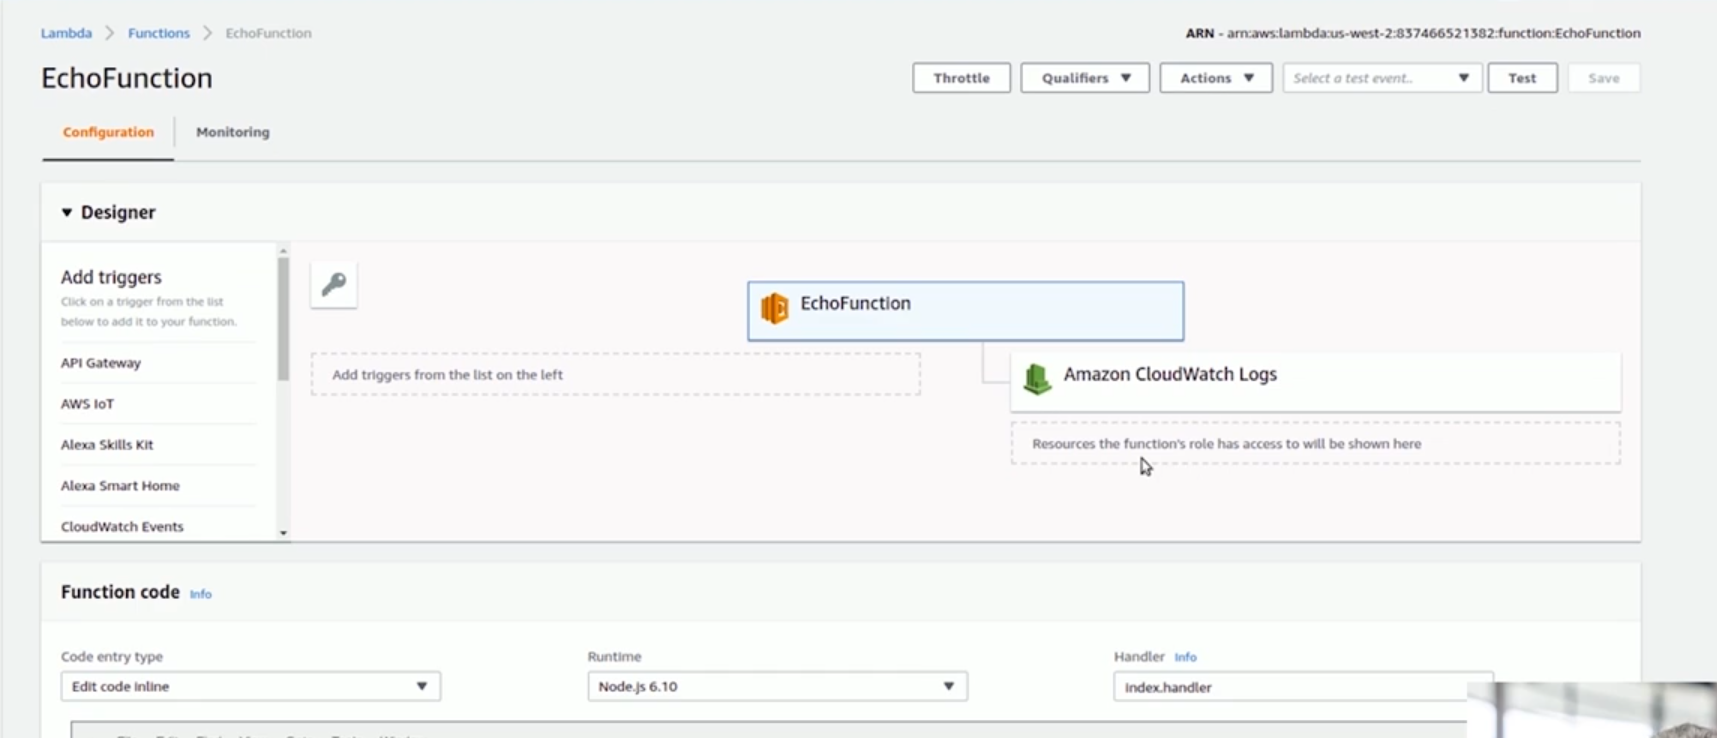 Lambda > Functions > EchoFunction
ARN - arn:aws:lambda:us-west-2:837466521382:function:EchoFunction
EchoFunction
Throttle
Qualifiers
Actions
Select a test event..
Test
Save
Configuration
Monitoring
Designer
Add triggers
Click on a trigger from the list
below to add it to your function.
API Gateway
AWS IoT
Alexa Skills Kit
Alexa Smart Home
CloudWatch Events
EchoFunction
Add triggers from the list on the left
Amazon CloudWatch Logs
Resources the function's role has access to will be shown here
Function code Info
Code entry type
Edit code inline
Runtime
Node.js 6.10
Handler Info
index.handler